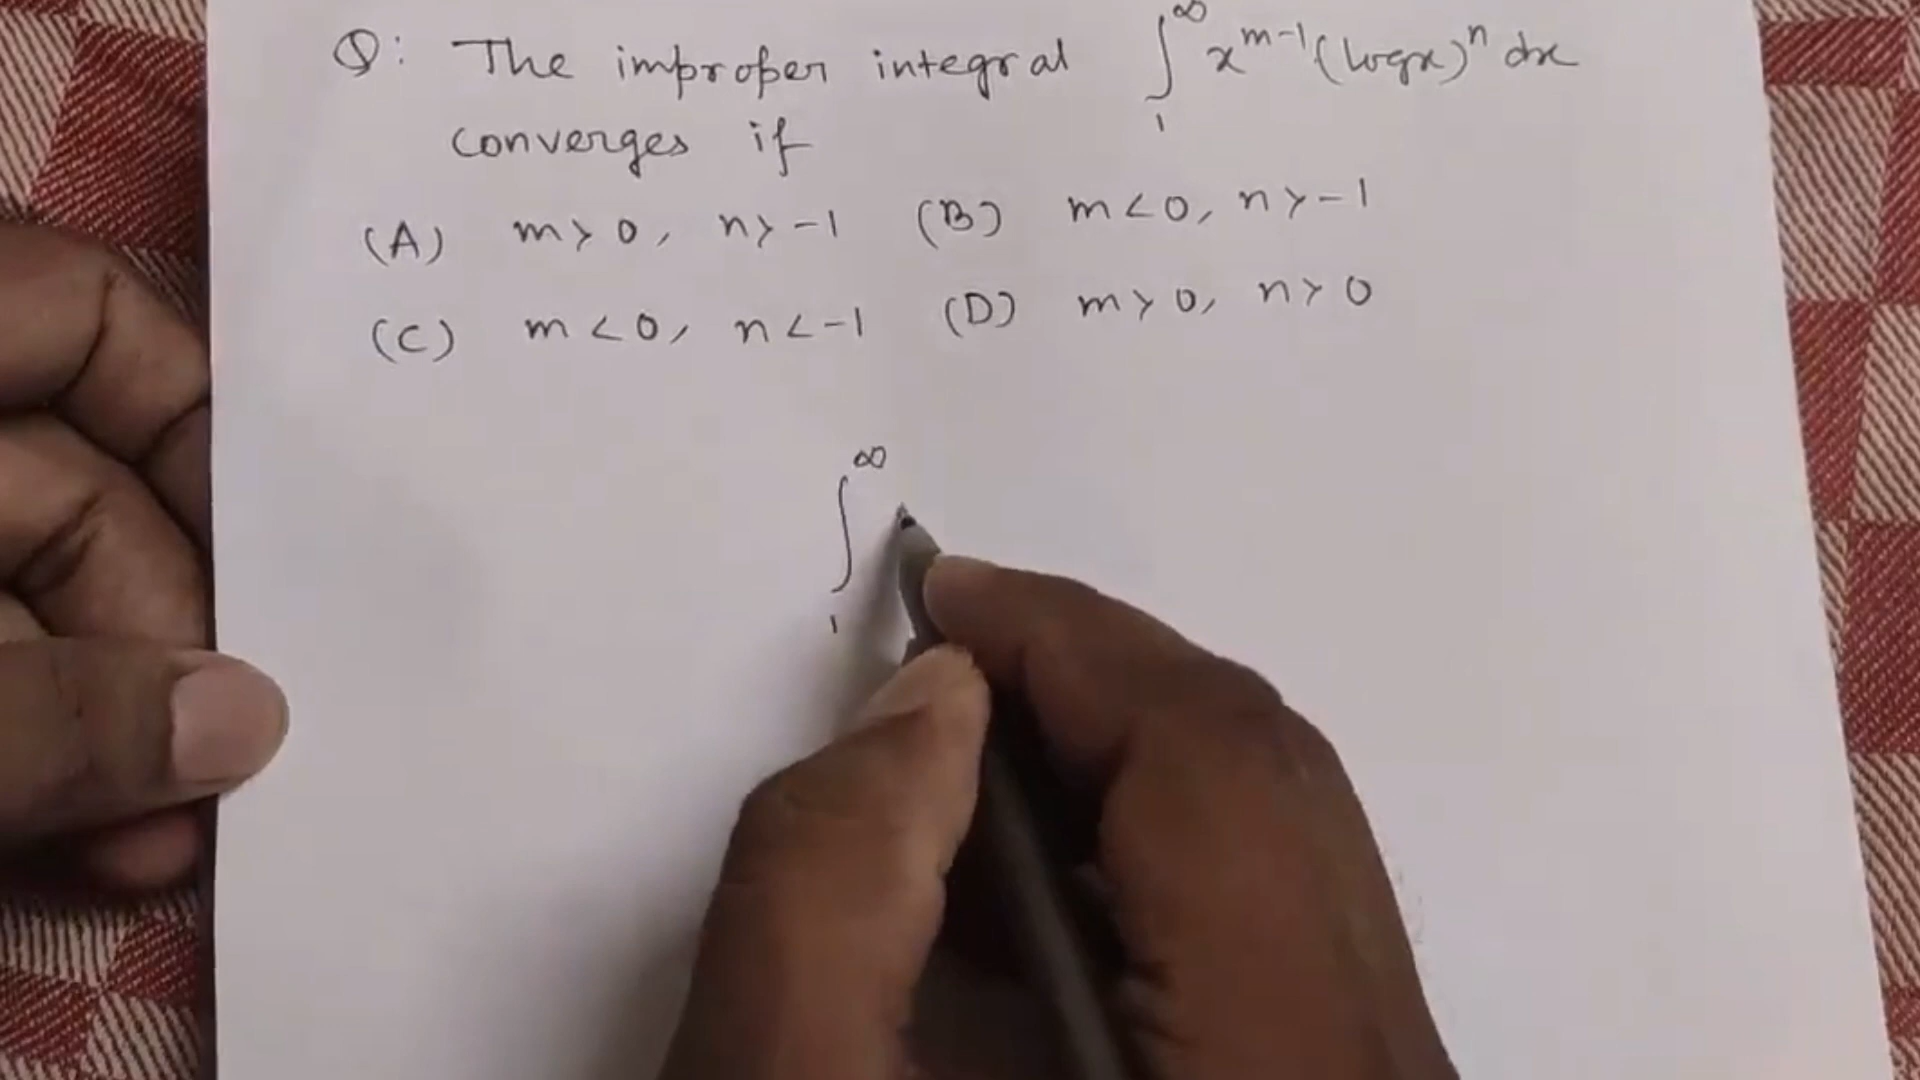 Q: The improper integral ∫₁^∞ x^{m-1} (logx)^n dx
converges if
(A) m > 0, n > -1 (B) m < 0, n > -1
(C) m < 0, n < -1 (D) m > 0, n > 0
∫₁^∞